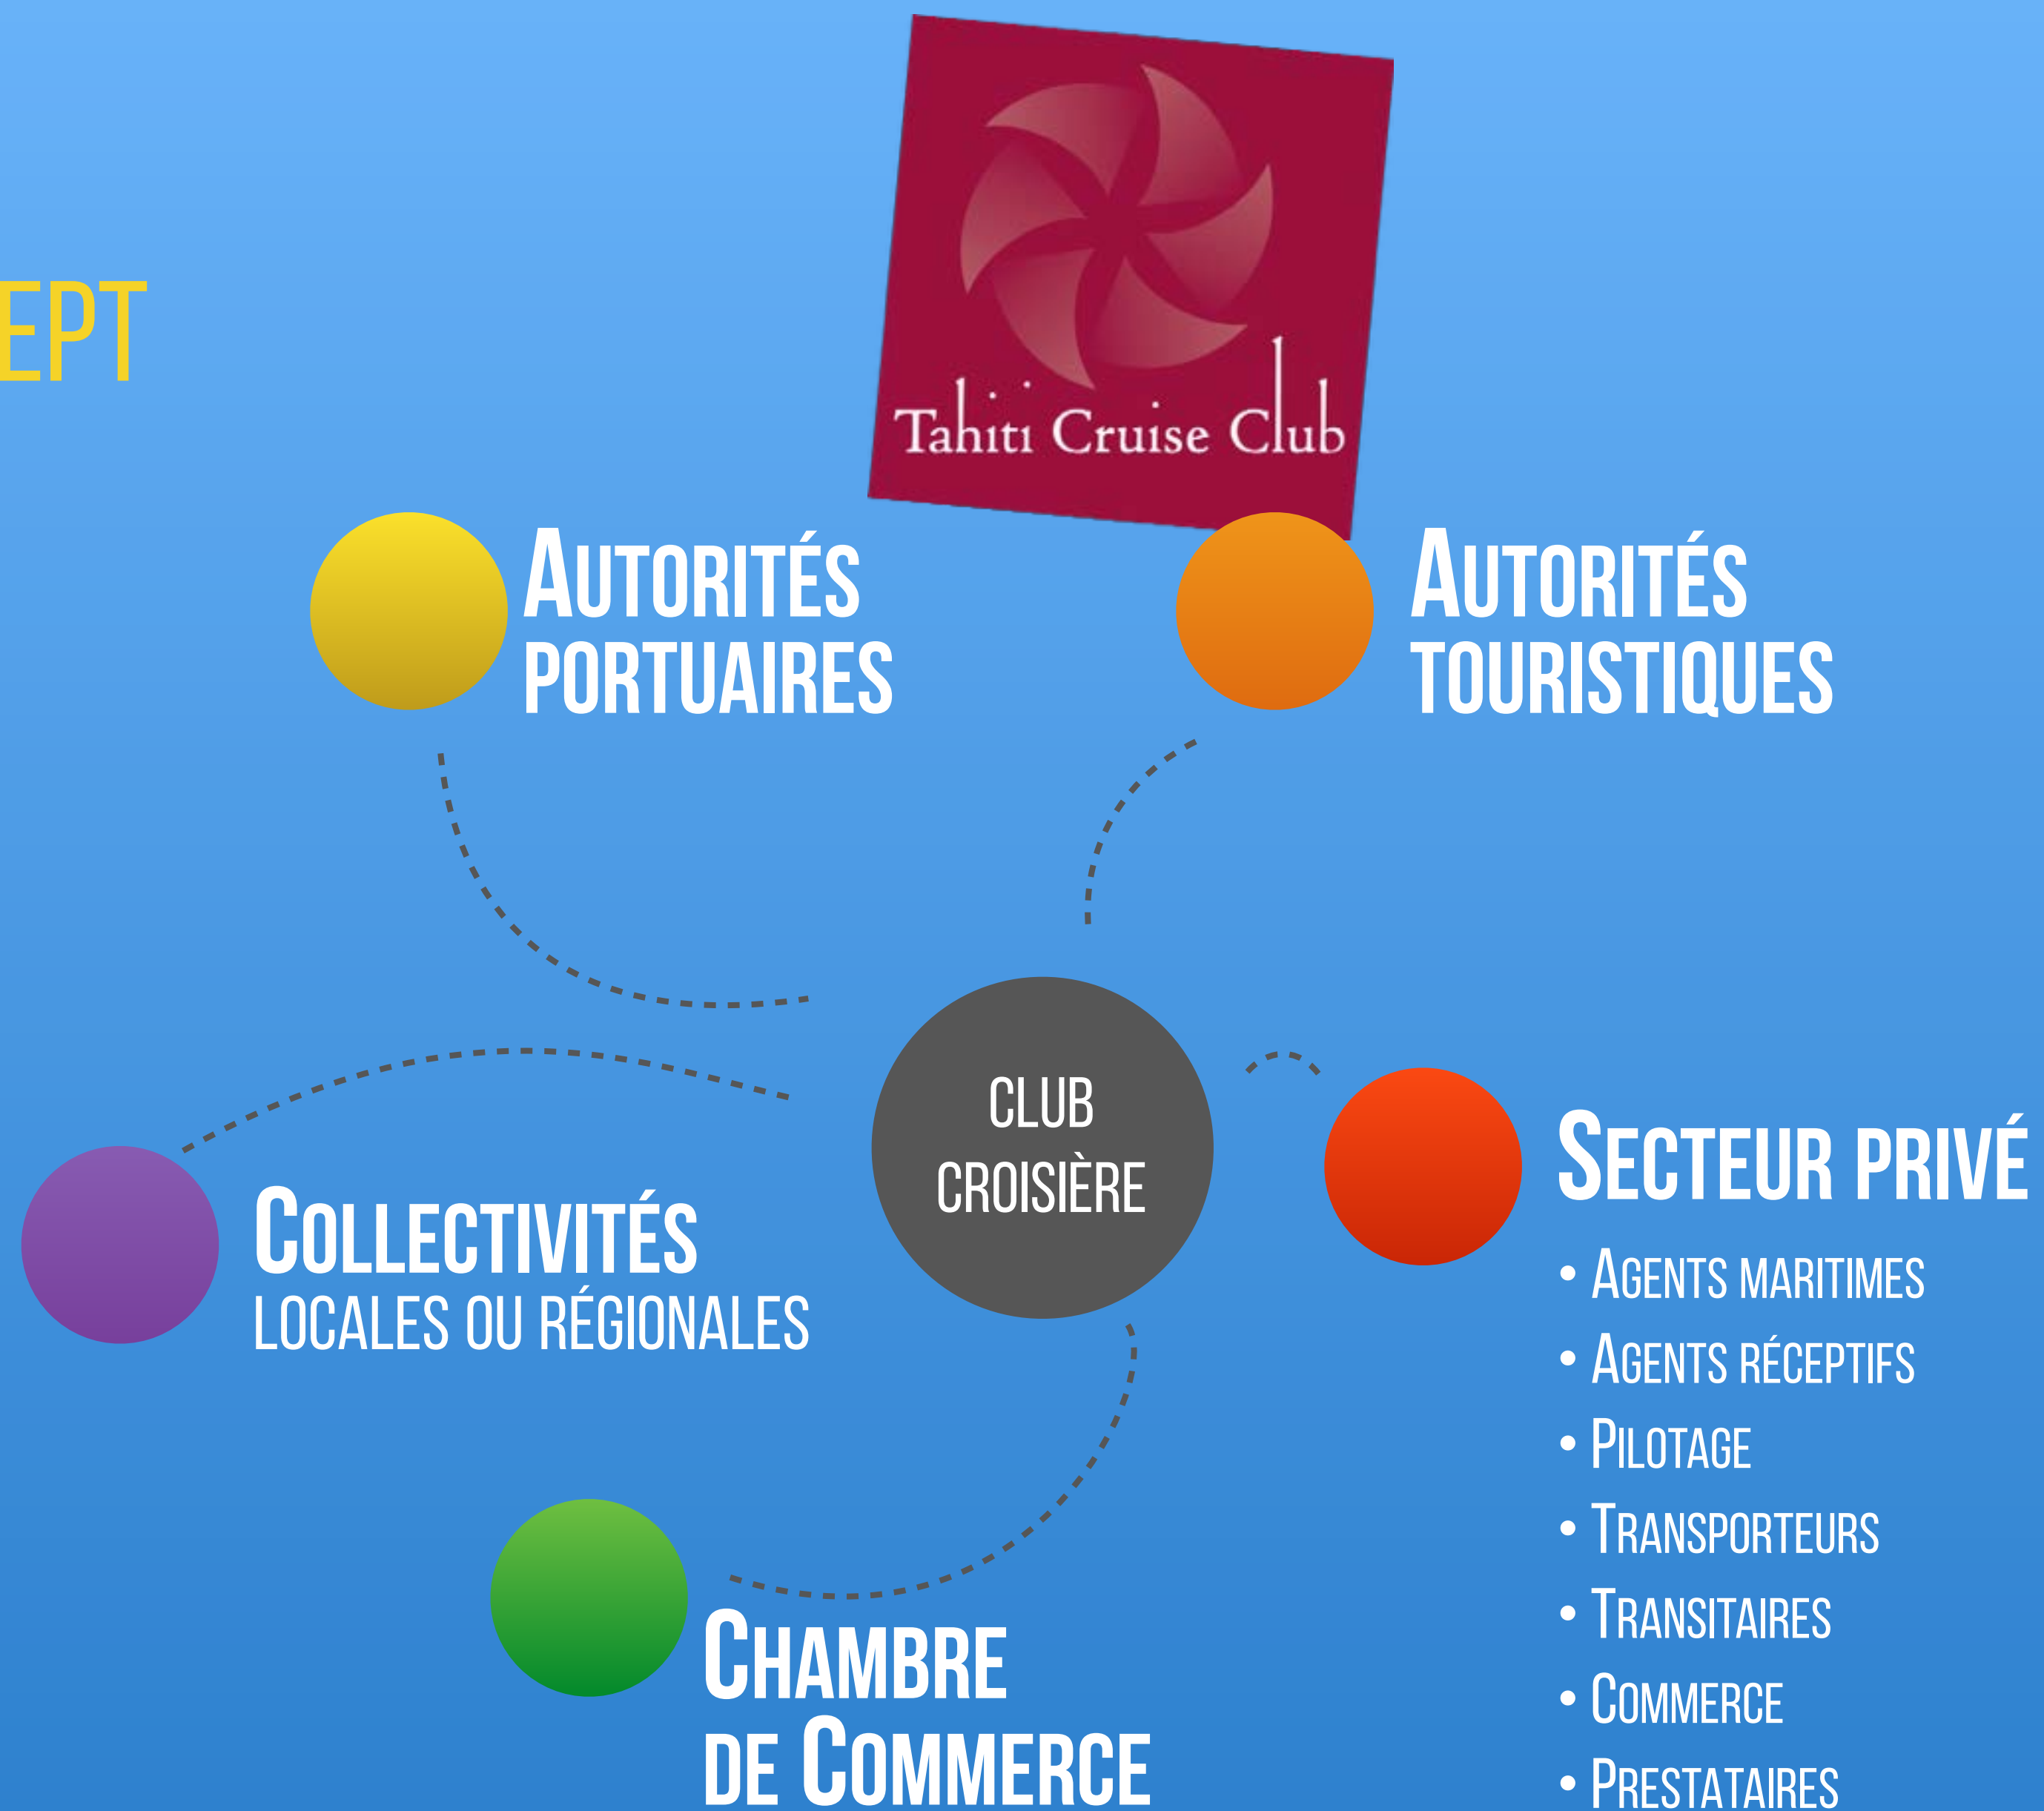 EPT
Tahiti Cruise Club
AUTORITÉS
PORTUAIRES
AUTORITÉS
TOURISTIQUES
CLUB
CROISIÈRE
SECTEUR PRIVÉ
• AGENTS MARITIMES
• AGENTS RÉCEPTIFS
• PILOTAGE
• TRANSPORTEURS
• TRANSITAIRES
• COMMERCE
• PRESTATAIRES
COLLECTIVITÉS
LOCALES OU RÉGIONALES
CHAMBRE
DE COMMERCE